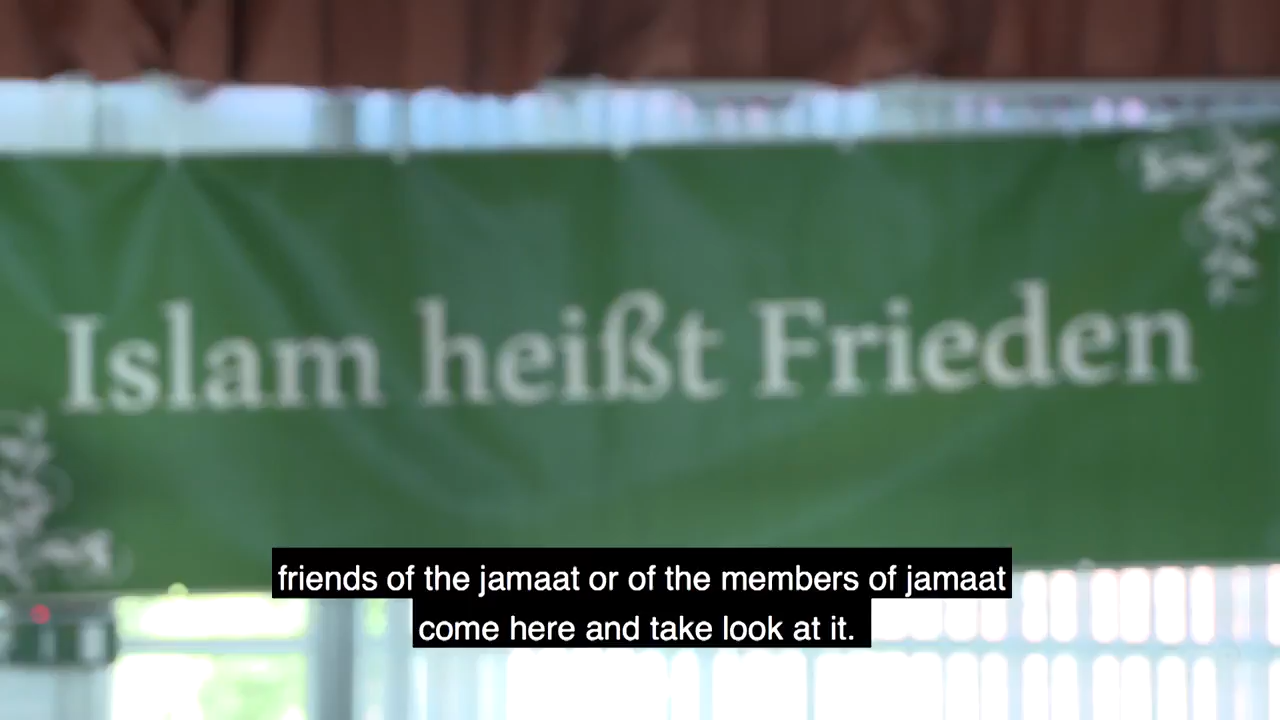 Islam heißt Frieden
friends of the jamaat or of the members of jamaat
come here and take look at it.